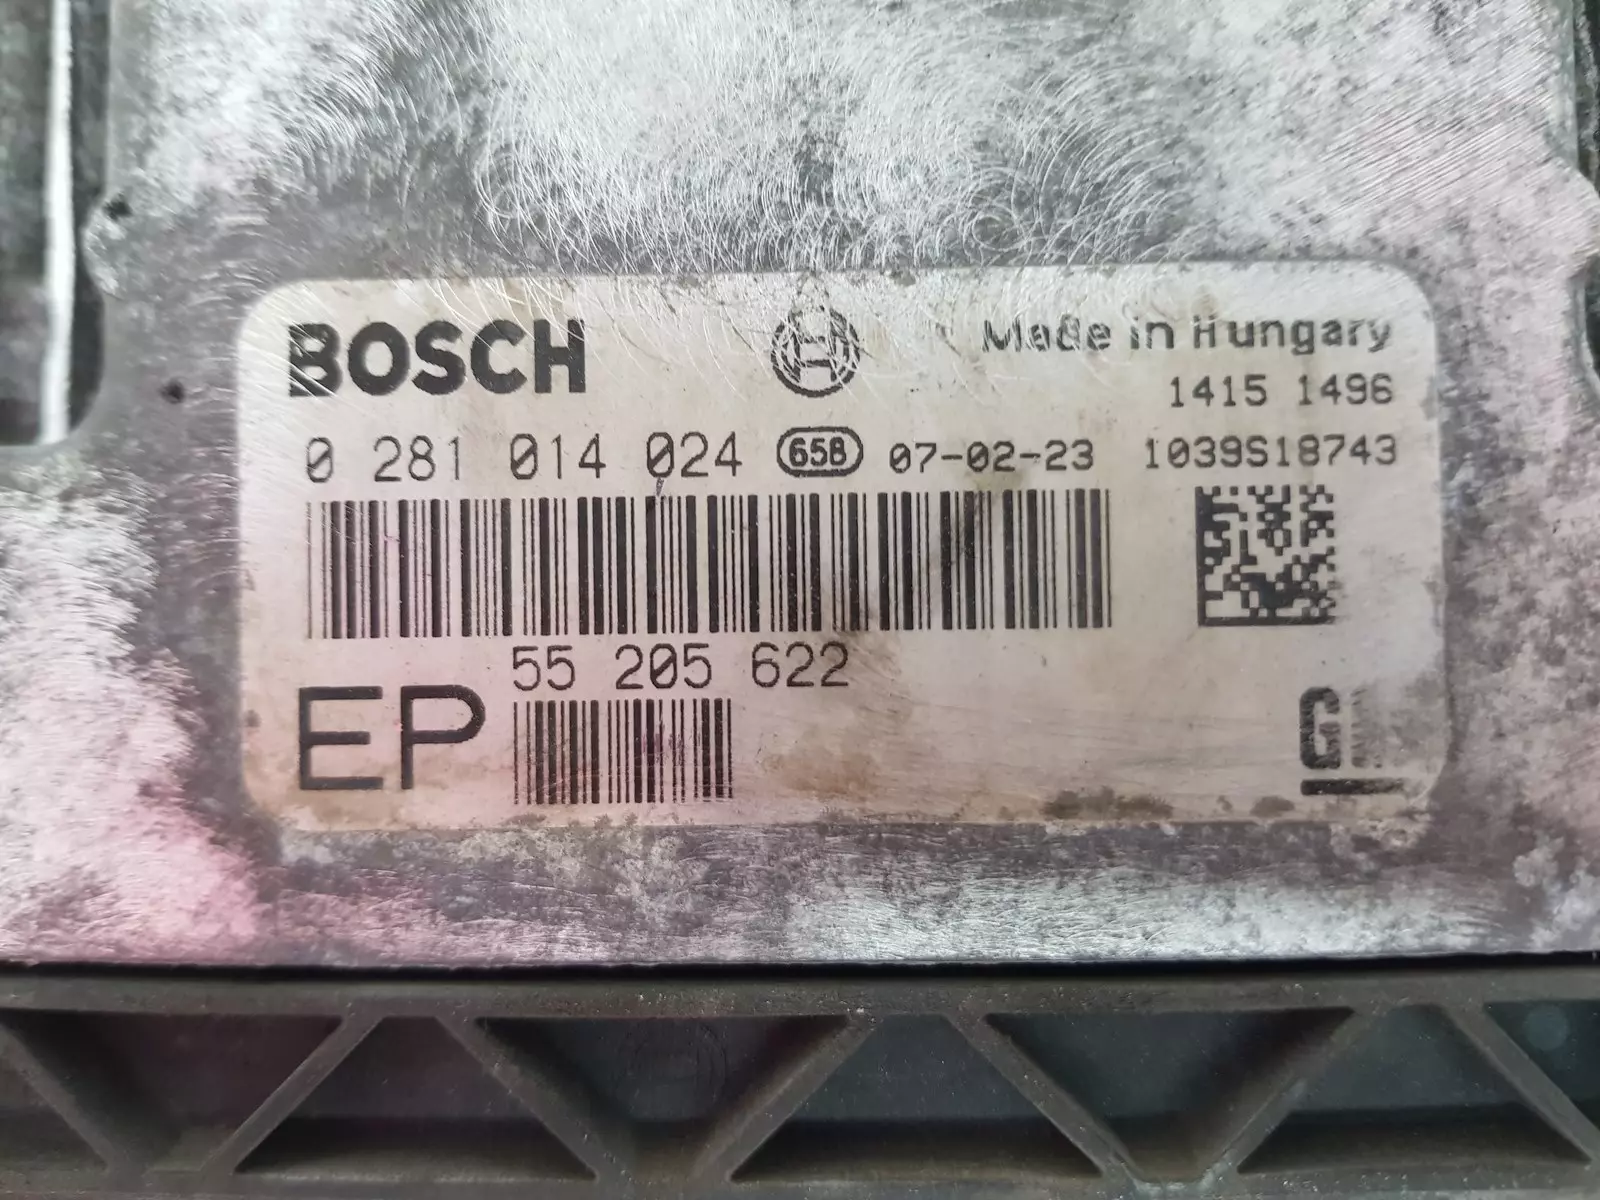 BOSCH
Made in Hungary
1415 1496
0 281 014 024 658 07-02-23 1039S18743
55 205 622
EP
GM